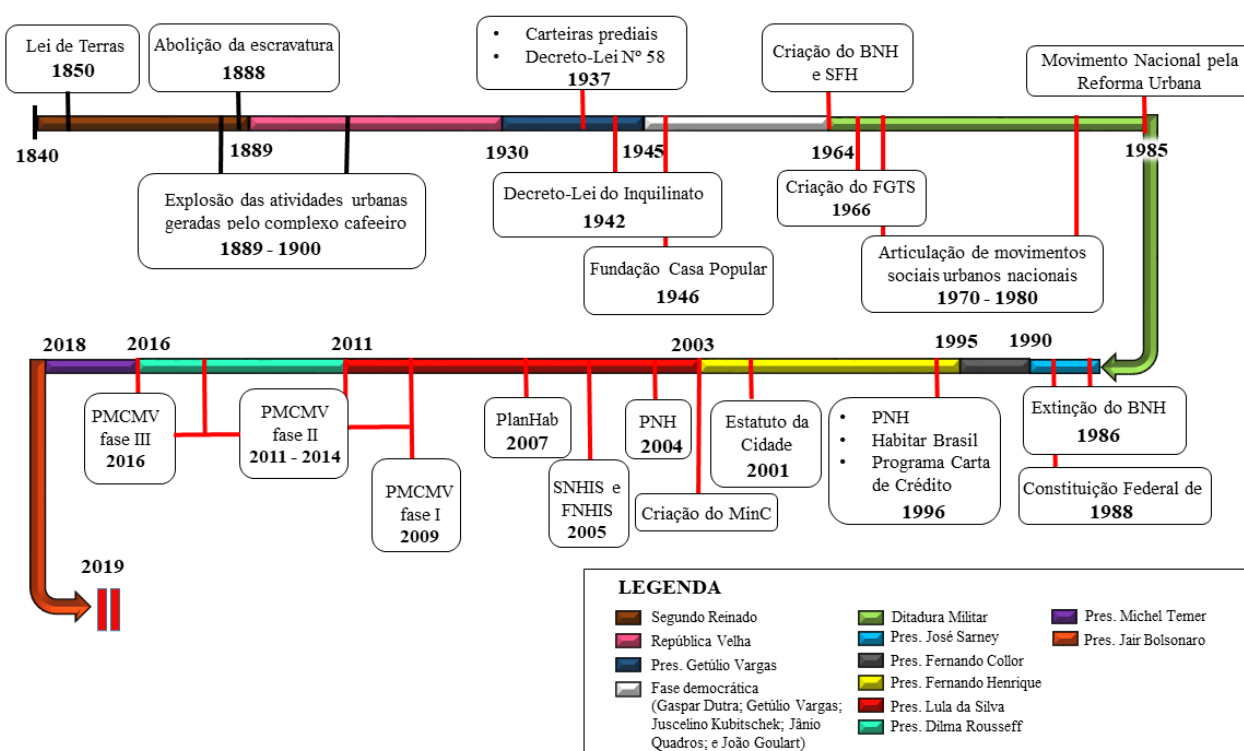 Lei de Terras
1850
Abolição da escravatura
1888
• Carteiras prediais
• Decreto-Lei Nº 58
1937
Criação do BNH
e SFH
Movimento Nacional pela
Reforma Urbana
1840
1889
1930
1945
1964
1985
Explosão das atividades urbanas
geradas pelo complexo cafeeiro
1889 - 1900
Decreto-Lei do Inquilinato
1942
Fundação Casa Popular
1946
Criação do FGTS
1966
Articulação de movimentos
sociais urbanos nacionais
1970 - 1980
2018
2016
2011
2003
1995
1990
PMCMV
fase III
2016
PMCMV
fase II
2011 - 2014
PMCMV
fase I
2009
PlanHab
2007
SNHIS e
FNHIS
2005
PNH
2004
Criação do MinC
Estatuto da
Cidade
2001
• PNH
• Habitar Brasil
• Programa Carta
de Crédito
1996
Extinção do BNH
1986
Constituição Federal de
1988
2019
LEGENDA
Segundo Reinado
República Velha
Pres. Getúlio Vargas
Fase democrática
(Gaspar Dutra; Getúlio Vargas;
Juscelino Kubitschek; Jânio
Quadros; e João Goulart)
Ditadura Militar
Pres. José Sarney
Pres. Fernando Collor
Pres. Fernando Henrique
Pres. Lula da Silva
Pres. Dilma Rousseff
Pres. Michel Temer
Pres. Jair Bolsonaro